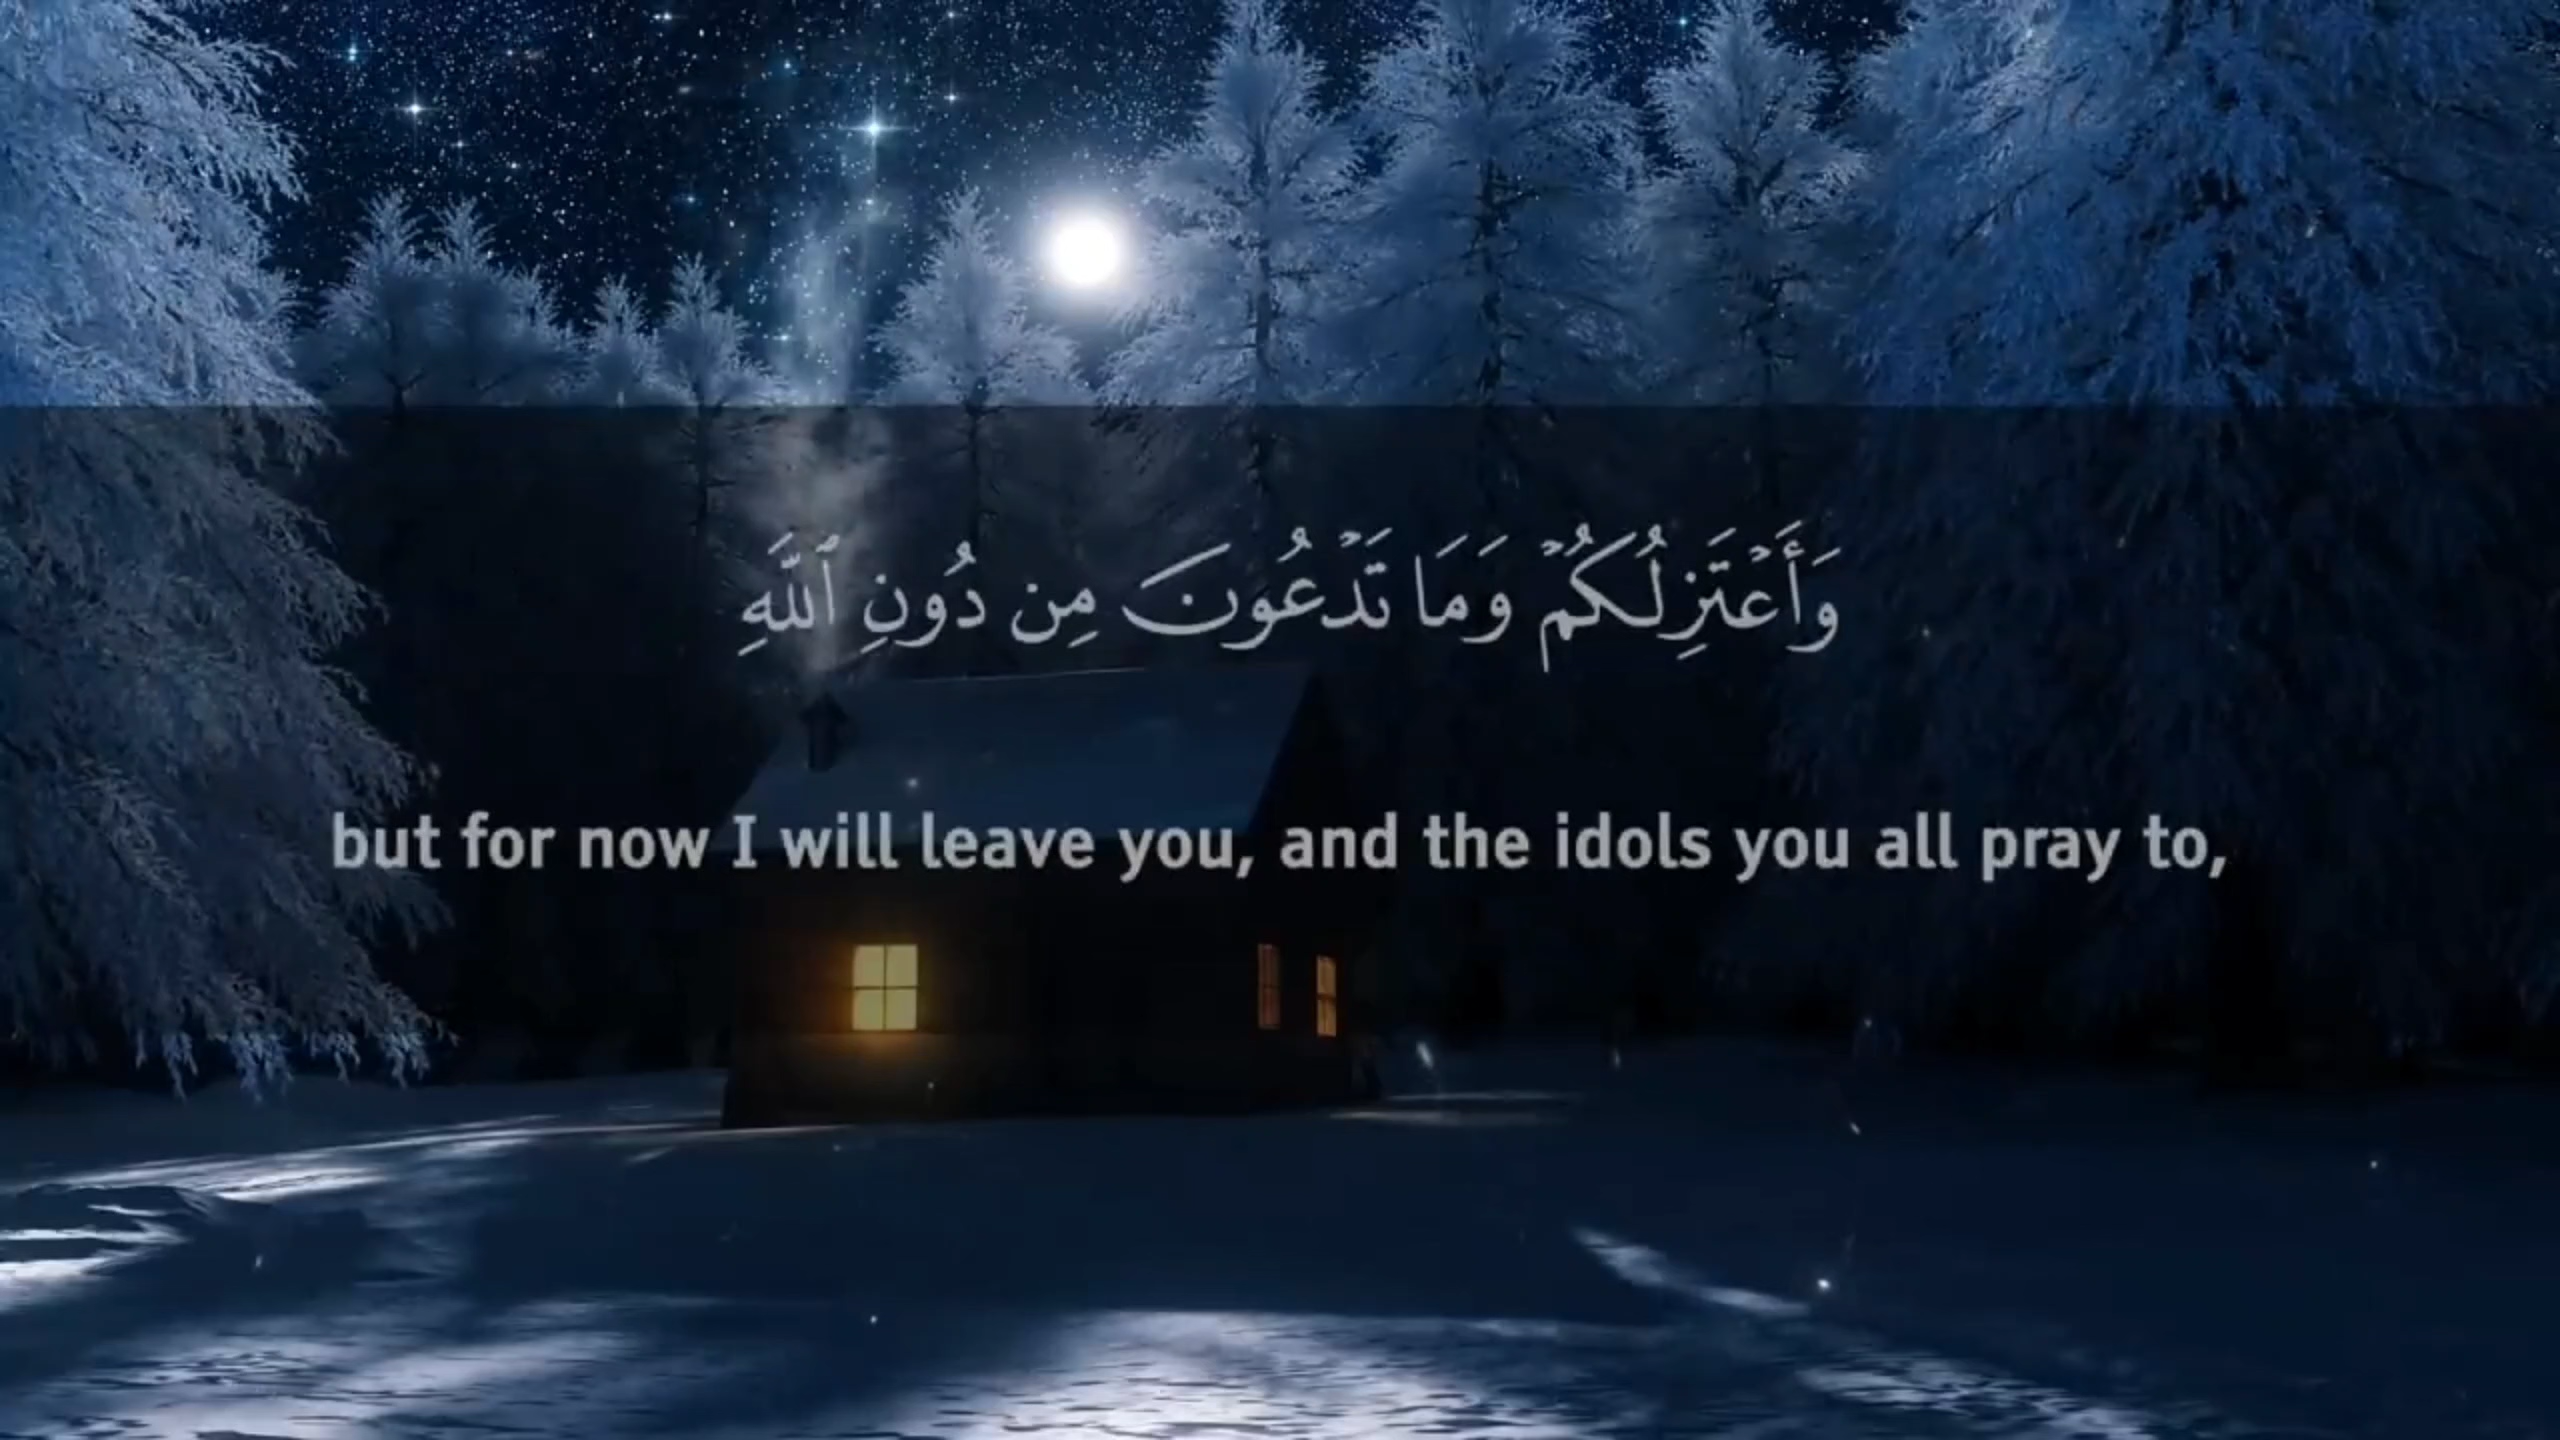 وَأَعْتَزِلُكُمْ وَمَا تَدْعُونَ مِن دُونِ ٱللَّهِ
but for now I will leave you, and the idols you all pray to,